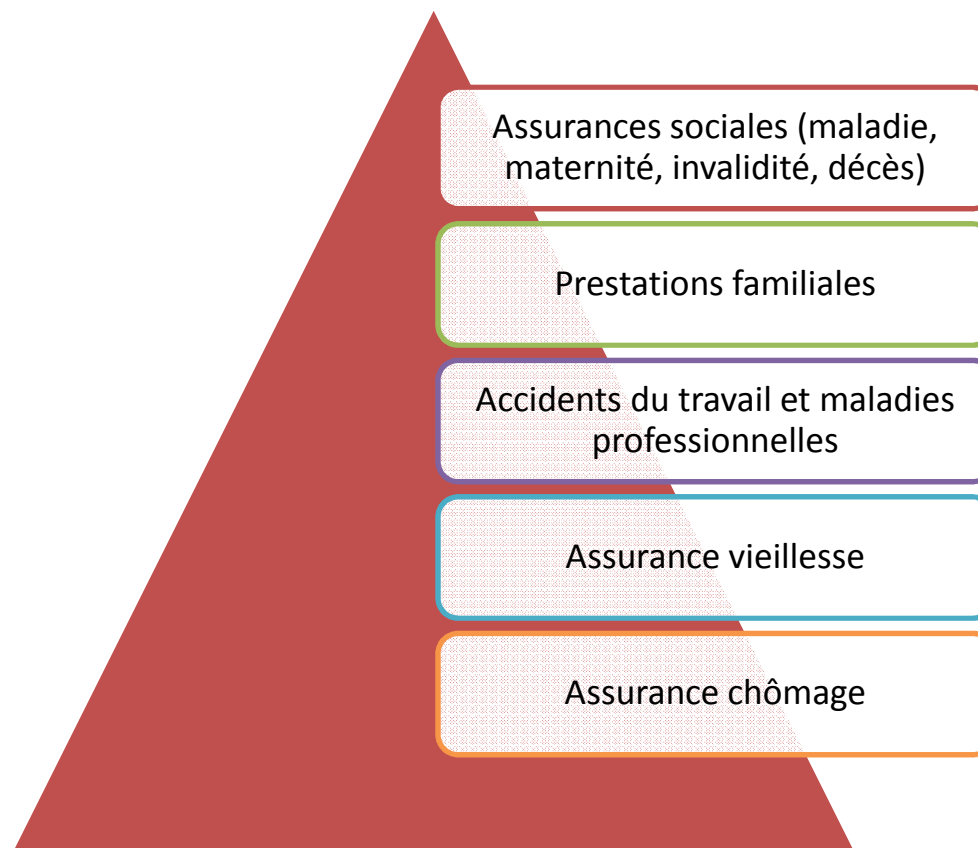 Assurances sociales (maladie,
maternité, invalidité, décès)
Prestations familiales
Accidents du travail et maladies
professionnelles
Assurance vieillesse
Assurance chômage